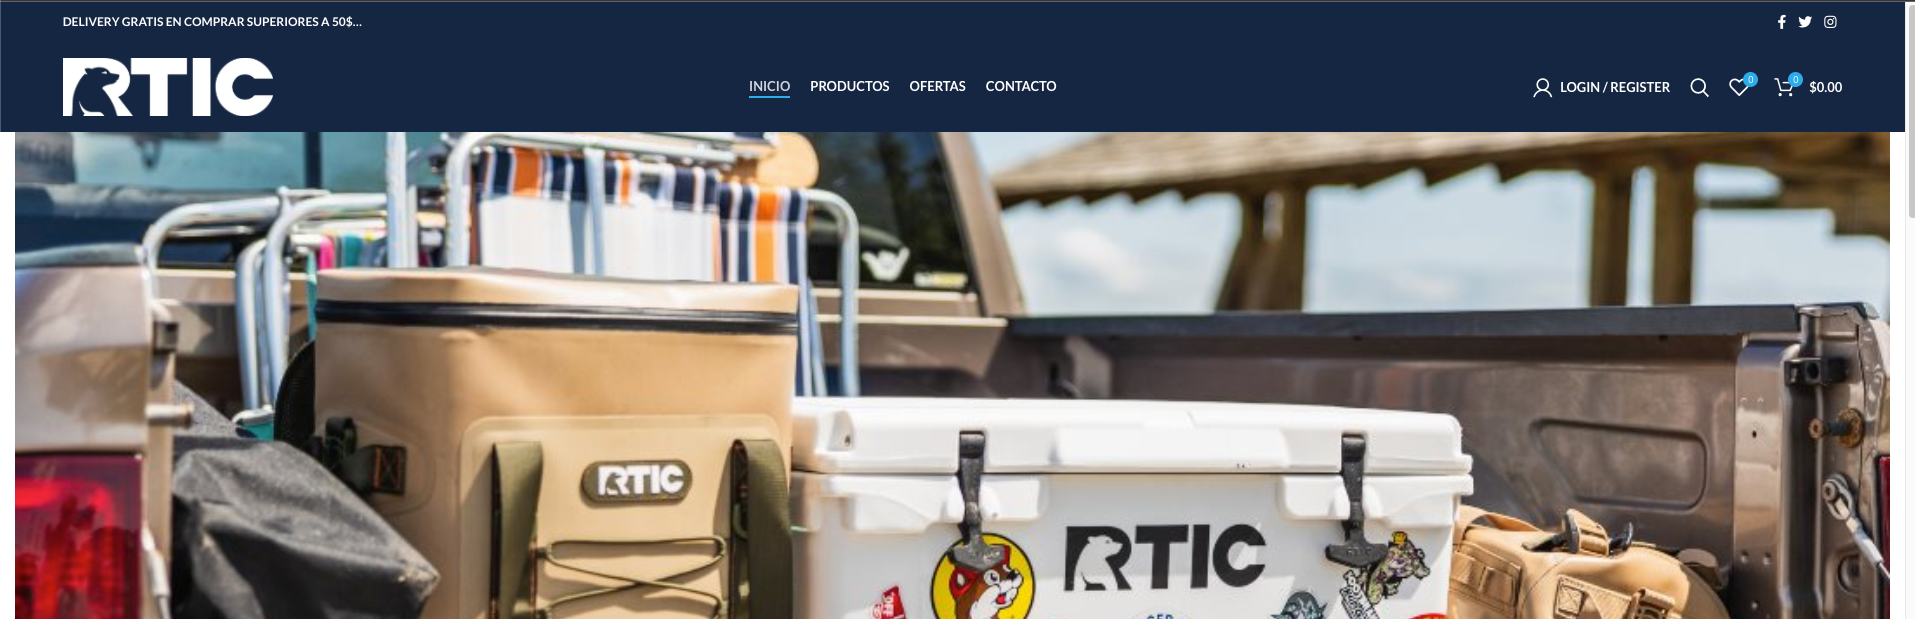 DELIVERY GRATIS EN COMPRAR SUPERIORES A 50$...
RTIC
INICIO PRODUCTOS OFERTAS CONTACTO
LOGIN / REGISTER 0 0 $0.00
RTIC
RTIC